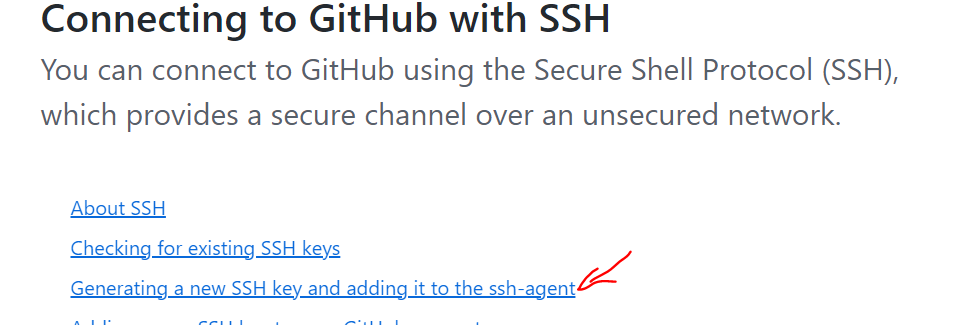 Connecting to GitHub with SSH
You can connect to GitHub using the Secure Shell Protocol (SSH),
which provides a secure channel over an unsecured network.
About SSH
Checking for existing SSH keys
Generating a new SSH key and adding it to the ssh-agent